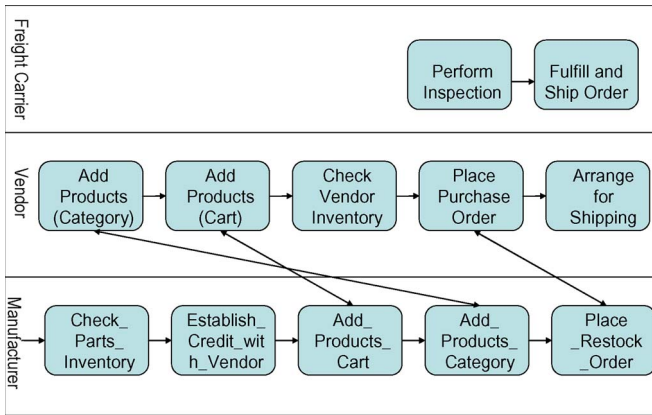 Freight Carrier
Perform
Inspection
Fulfill and
Ship Order
Vendor
Add
Products
(Category)
Add
Products
(Cart)
Check
Vendor
Inventory
Place
Purchase
Order
Arrange
for
Shipping
Manufacturer
Check_
Parts_
Inventory
Establish_
Credit_wit
h_Vendor
Add_
Products_
Cart
Add_
Products_
Category
Place
_Restock
_Order